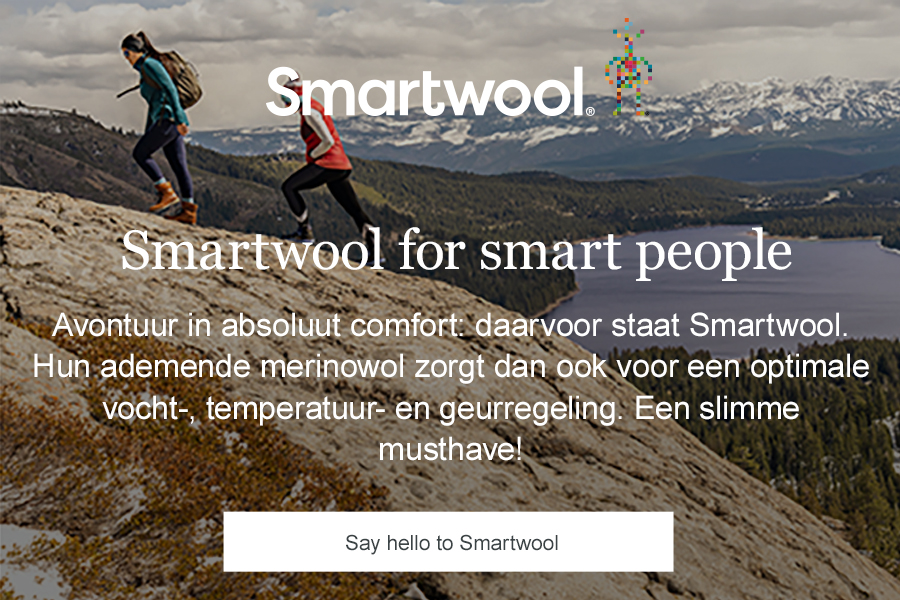 Smartwool®
Smartwool for smart people
Avontuur in absoluut comfort: daarvoor staat Smartwool.
Hun ademende merinowol zorgt dan ook voor een optimale
vocht-, temperatuur- en geurregeling. Een slimme
musthave!
Say hello to Smartwool